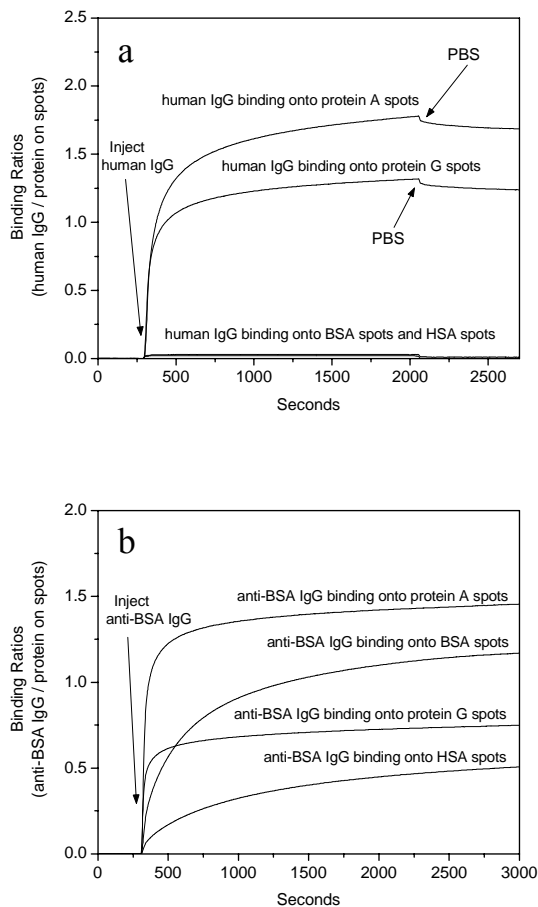 a
2.5
2.0
1.5
1.0
0.5
0.0
Binding Ratios
(human IgG / protein on spots)
PBS
human IgG binding onto protein A spots
Inject
human IgG
human IgG binding onto protein G spots
PBS
human IgG binding onto BSA spots and HSA spots
0 500 1000 1500 2000 2500
Seconds
b
2.0
1.5
1.0
0.5
0.0
Binding Ratios
(anti-BSA IgG / protein on spots)
Inject
anti-BSA IgG
anti-BSA IgG binding onto protein A spots
anti-BSA IgG binding onto BSA spots
anti-BSA IgG binding onto protein G spots
anti-BSA IgG binding onto HSA spots
0 500 1000 1500 2000 2500 3000
Seconds